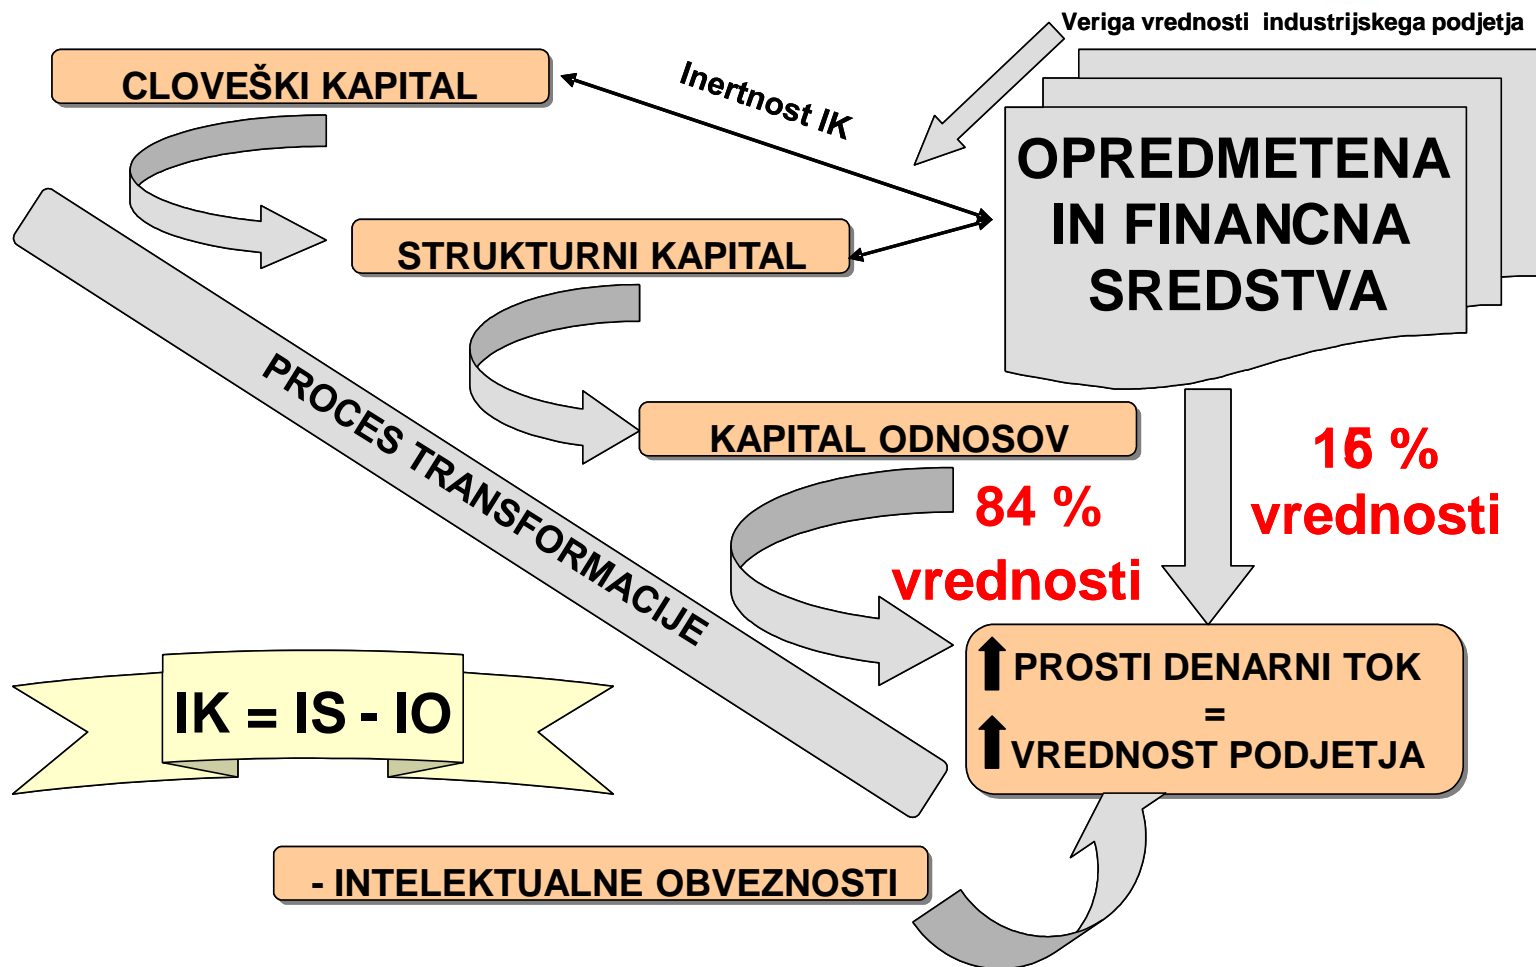 Veriga vrednosti industrijskega podjetja
CLOVEŠKI KAPITAL
Inertnost IK
OPREDMETENA
IN FINANCNA
SREDSTVA
STRUKTURNI KAPITAL
PROCES TRANSFORMACIJE
KAPITAL ODNOSOV
84 %
vrednosti
%
vrednosti
PROSTI DENARNI TOK
=
VREDNOST PODJETJA
IK = IS - IO
- INTELEKTUALNE OBVEZNOSTI